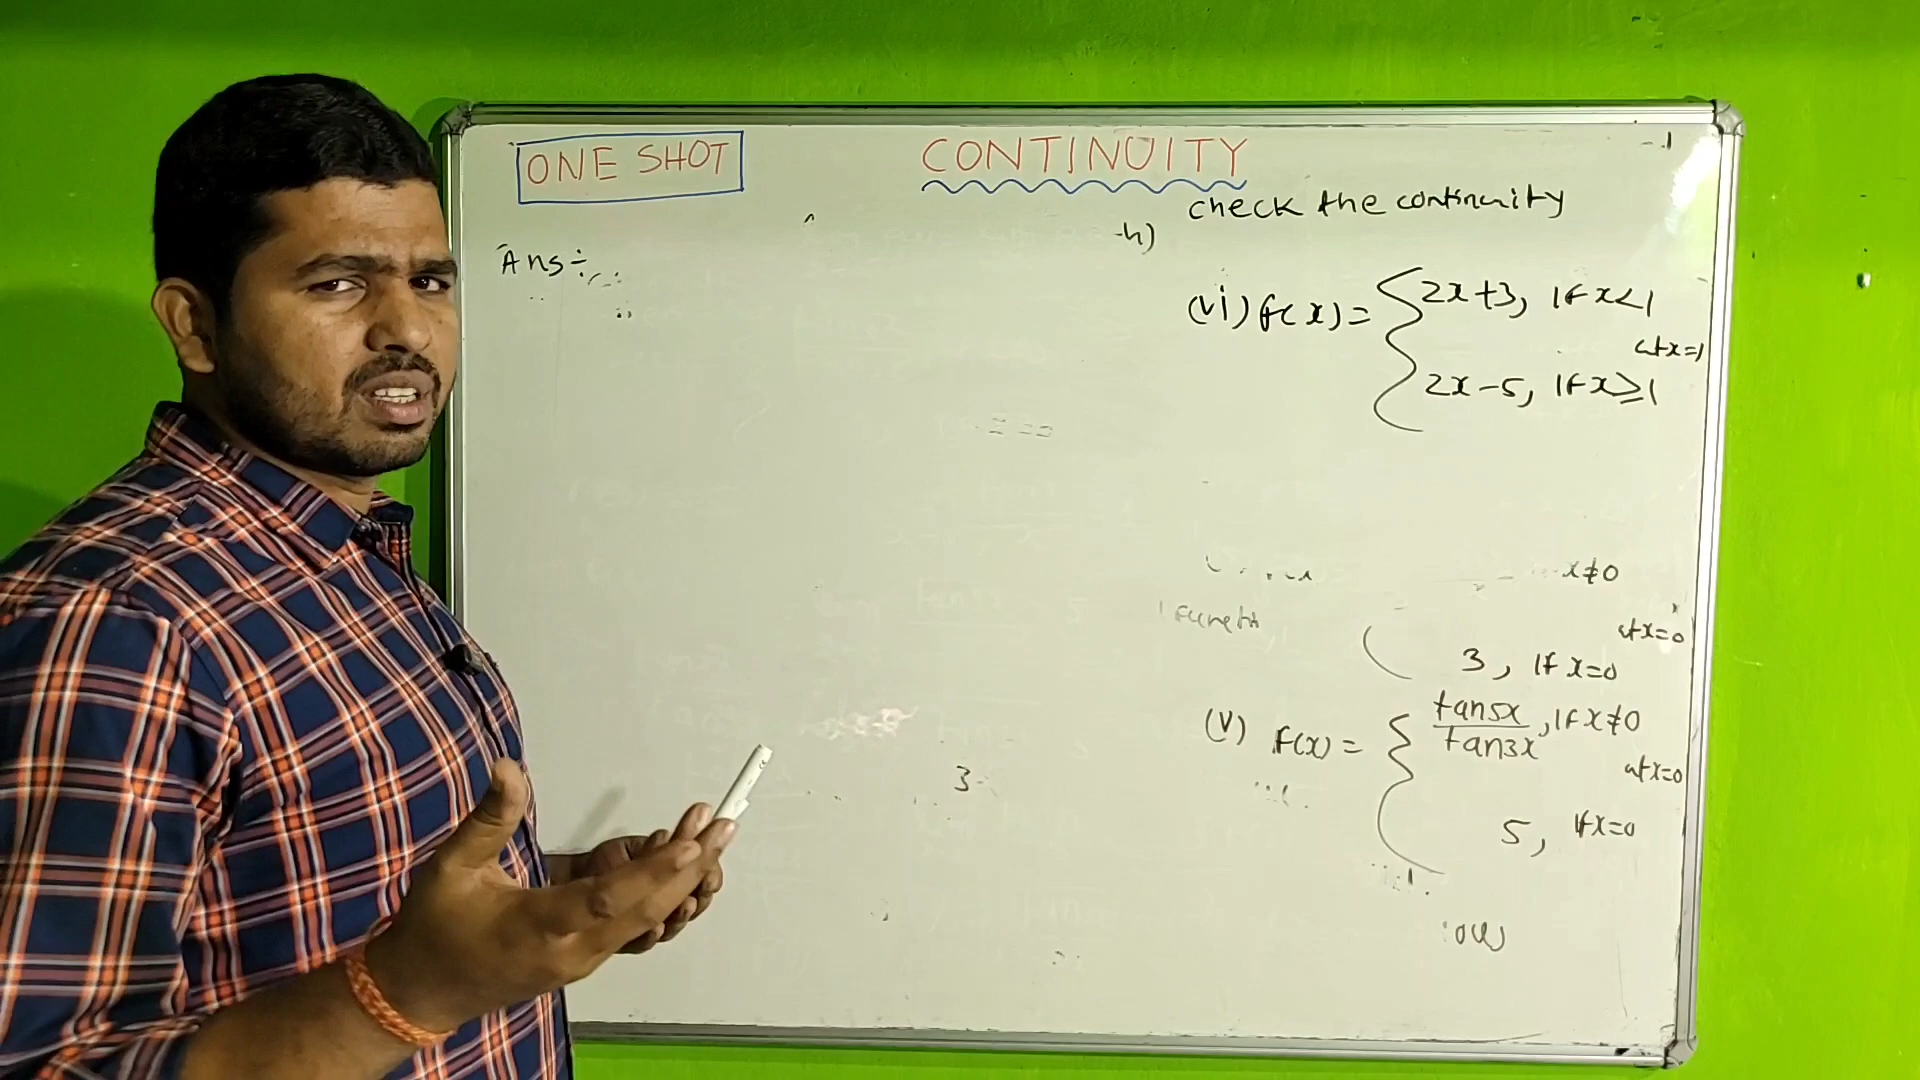 ONE SHOT
CONTINUITY
check the continuity
-h)
Ans÷
(vi) f(x) = { 2x+3, If x<1
at x=1
2x-5, If x≥1
x≠0
at x=0
3, If x=0
(v) f(x) = { tan5x/tan3x, If x≠0
at x=0
5, If x=0
3